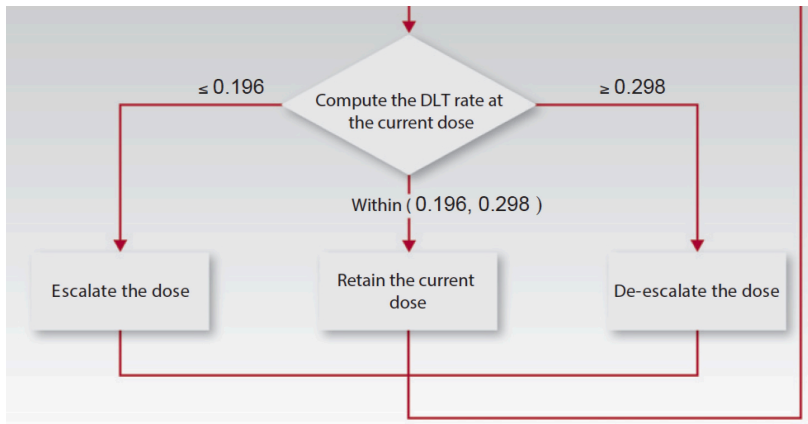 ≤ 0.196
≥ 0.298
Compute the DLT rate at
the current dose
Within ( 0.196, 0.298 )
Escalate the dose
Retain the current
dose
De-escalate the dose